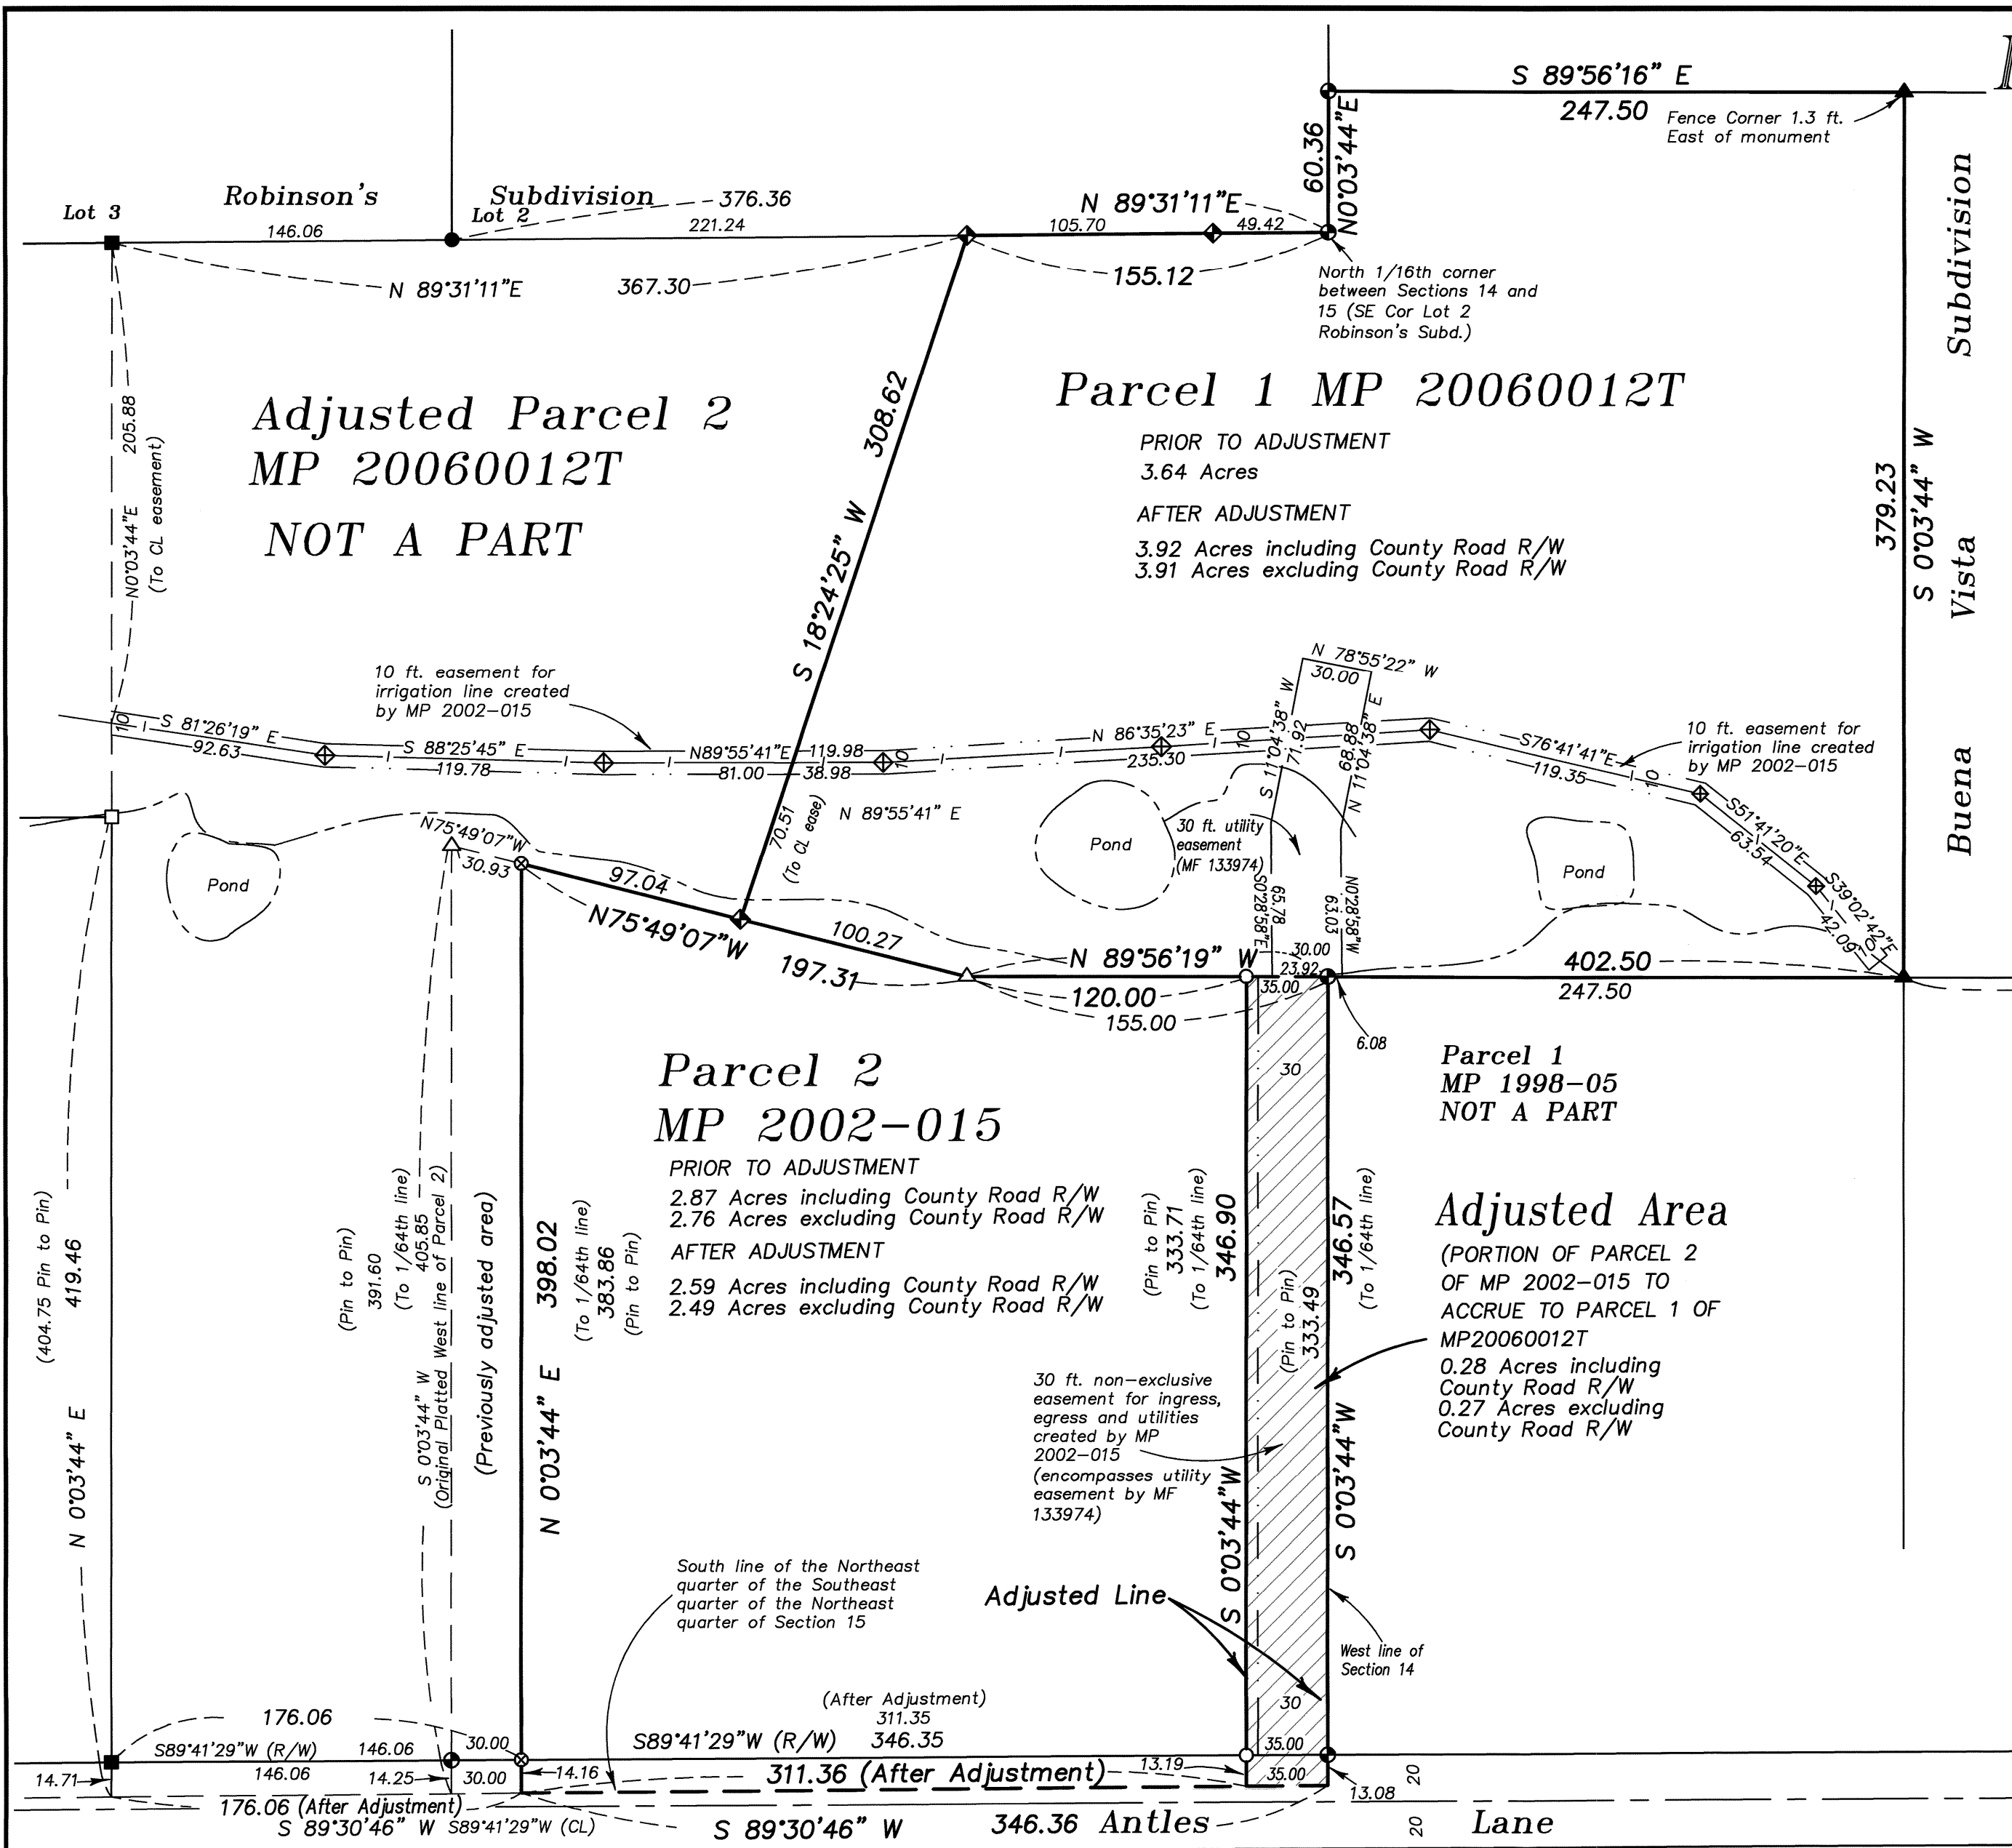 S 89°56'16" E
247.50
Fence Corner 1.3 ft.
East of monument
60.36
N0°03'44"E
Robinson's
Subdivision
376.36
Lot 3
Lot 2
146.06
221.24
N 89°31'11"E
105.70
49.42
N 89°31'11"E
367.30
155.12
North 1/16th corner
between Sections 14 and
15 (SE Cor Lot 2
Robinson's Subd.)
Subdivision
Vista
Buena
379.23
S 0°03'44" W
205.88
N0°03'44"E
(To CL easement)
Adjusted Parcel 2
MP 20060012T
NOT A PART
308.62
S 18°24'25" W
Parcel 1 MP 20060012T
PRIOR TO ADJUSTMENT
3.64 Acres
AFTER ADJUSTMENT
3.92 Acres including County Road R/W
3.91 Acres excluding County Road R/W
10 ft. easement for
irrigation line created
by MP 2002-015
10
S 81°26'19" E
92.63
S 88°25'45" E
119.78
N89°55'41"E
119.98
81.00
38.98
10
N 86°35'23" E
235.30
10
N 78°55'22" W
30.00
S 11°04'38" W
71.92
68.88
N 11°04'38" E
S76°41'41"E
119.35
10
10 ft. easement for
irrigation line created
by MP 2002-015
S51°41'20"E
63.54
S39°02'42"E
42.09
10
70.51
(To CL ease)
N 89°55'41" E
Pond
Pond
Pond
30 ft. utility
easement
(MF 133974)
S0°28'58"E
65.78
63.03
N0°28'58"W
N75°49'07"W
30.93
97.04
N75°49'07"W
100.27
197.31
N 89°56'19" W
30.00
23.92
35.00
120.00
155.00
402.50
247.50
6.08
Parcel 2
MP 2002-015
PRIOR TO ADJUSTMENT
2.87 Acres including County Road R/W
2.76 Acres excluding County Road R/W
AFTER ADJUSTMENT
2.59 Acres including County Road R/W
2.49 Acres excluding County Road R/W
Parcel 1
MP 1998-05
NOT A PART
Adjusted Area
(PORTION OF PARCEL 2
OF MP 2002-015 TO
ACCRUE TO PARCEL 1 OF
MP20060012T
0.28 Acres including
County Road R/W
0.27 Acres excluding
County Road R/W
(404.75 Pin to Pin)
419.46
N 0°03'44" E
(Pin to Pin)
391.60
(To 1/64th line)
405.85
S 0°03'44" W
(Original Platted West line of Parcel 2)
(Previously adjusted area)
398.02
N 0°03'44" E
(To 1/64th line)
383.86
(Pin to Pin)
(Pin to Pin)
333.71
(To 1/64th line)
346.90
S 0°03'44"W
30
(Pin to Pin)
333.49
346.57
(To 1/64th line)
S 0°03'44"W
30 ft. non-exclusive
easement for ingress,
egress and utilities
created by MP
2002-015
(encompasses utility
easement by MF
133974)
South line of the Northeast
quarter of the Southeast
quarter of the Northeast
quarter of Section 15
Adjusted Line
West line of
Section 14
30
(After Adjustment)
311.35
176.06
S89°41'29"W (R/W)
146.06
30.00
S89°41'29"W (R/W)
346.35
35.00
14.71
146.06
14.25
30.00
14.16
311.36 (After Adjustment)
13.19
35.00
13.08
20
176.06 (After Adjustment)
S 89°30'46" W
S89°41'29"W (CL)
S 89°30'46" W
346.36
Antles
Lane
20